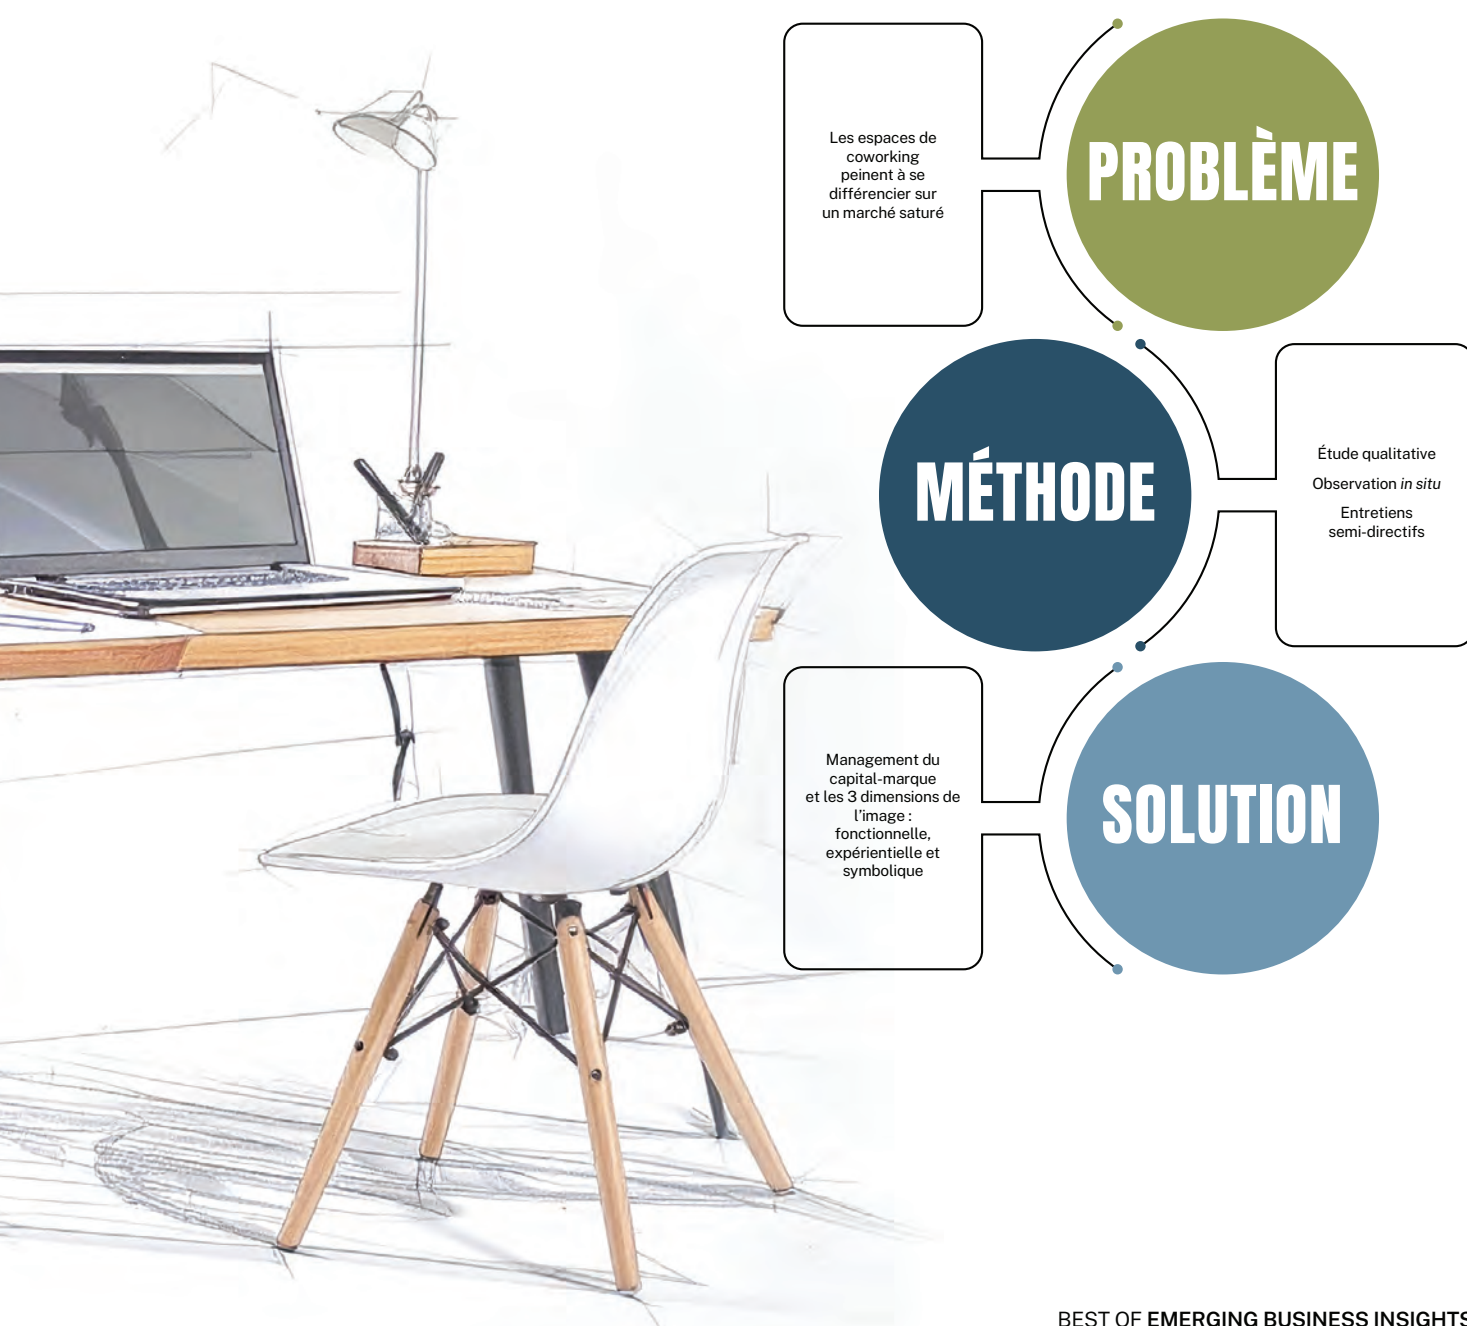 Les espaces de
coworking
peinent à se
différencier sur
un marché saturé
PROBLÈME
MÉTHODE
Étude qualitative
Observation in situ
Entretiens
semi-directifs
Management du
capital-marque
et les 3 dimensions de
l'image :
fonctionnelle,
expérientielle et
symbolique
SOLUTION
BEST OF EMERGING BUSINESS INSIGHTS